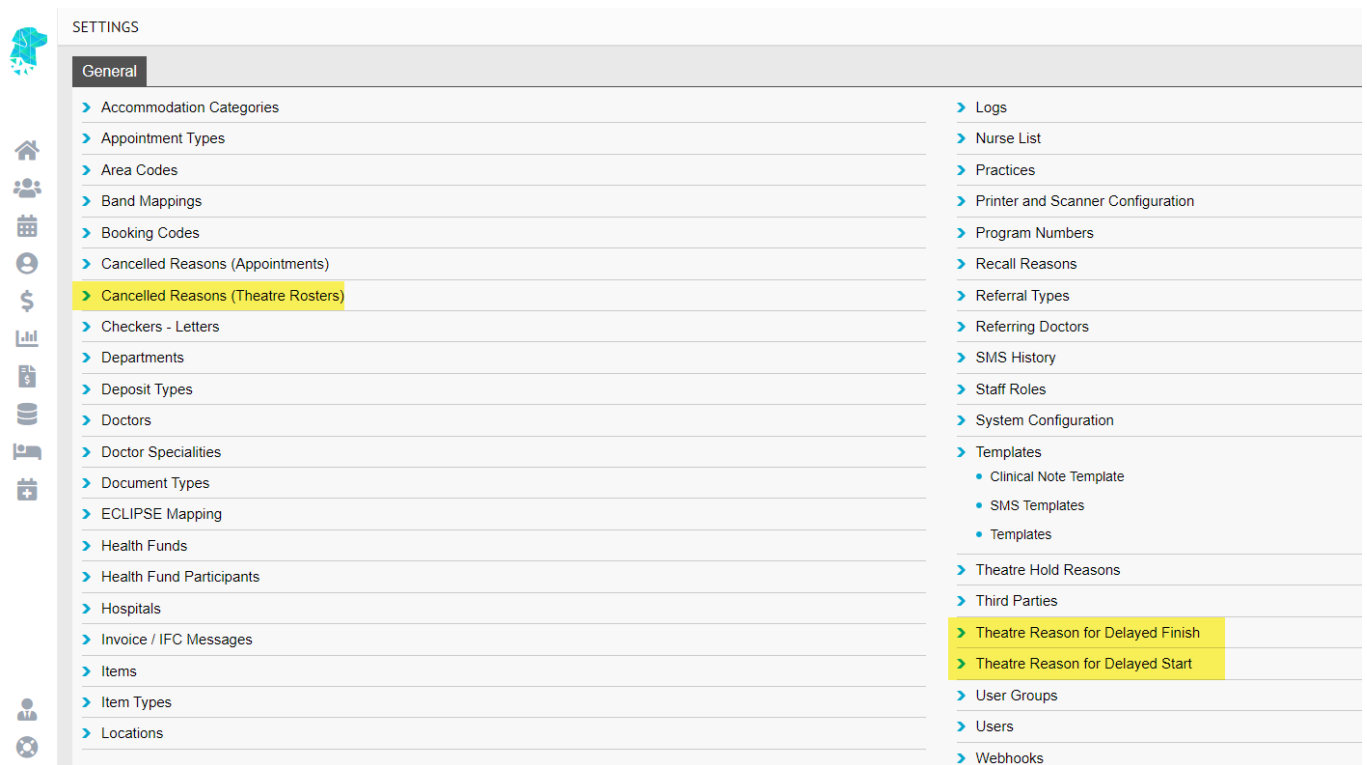 SETTINGS
General
Accommodation Categories
Appointment Types
Area Codes
Band Mappings
Booking Codes
Cancelled Reasons (Appointments)
Cancelled Reasons (Theatre Rosters)
Checkers - Letters
Departments
Deposit Types
Doctors
Doctor Specialities
Document Types
ECLIPSE Mapping
Health Funds
Health Fund Participants
Hospitals
Invoice / IFC Messages
Items
Item Types
Locations
Logs
Nurse List
Practices
Printer and Scanner Configuration
Program Numbers
Recall Reasons
Referral Types
Referring Doctors
SMS History
Staff Roles
System Configuration
Templates
Clinical Note Template
SMS Templates
Templates
Theatre Hold Reasons
Third Parties
Theatre Reason for Delayed Finish
Theatre Reason for Delayed Start
User Groups
Users
Webhooks